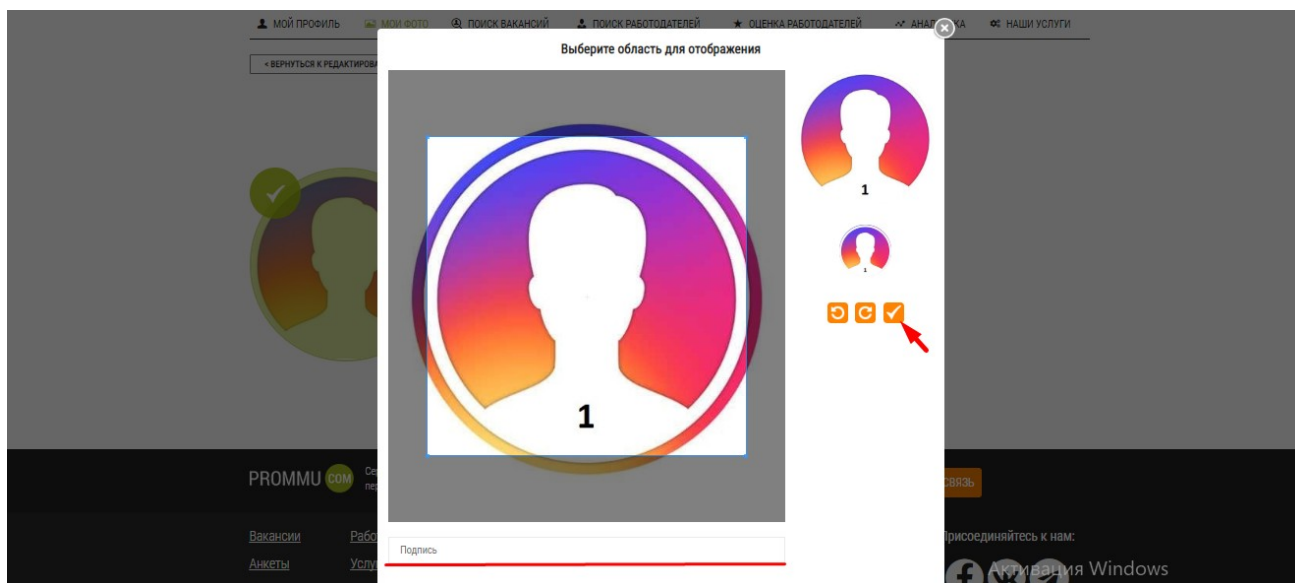 МОЙ ПРОФИЛЬ МОИ ФОТО ПОИСК ВАКАНСИЙ ПОИСК РАБОТОДАТЕЛЕЙ ОЦЕНКА РАБОТОДАТЕЛЕЙ НАШИ УСЛУГИ
Выберите область для отображения
< ВЕРНУТЬСЯ К
1
1
1
PROMMU COM
СВЯЗЬ
Вакансии
Присоединяйтесь к нам:
Подпись
Анкеты
Активация Windows